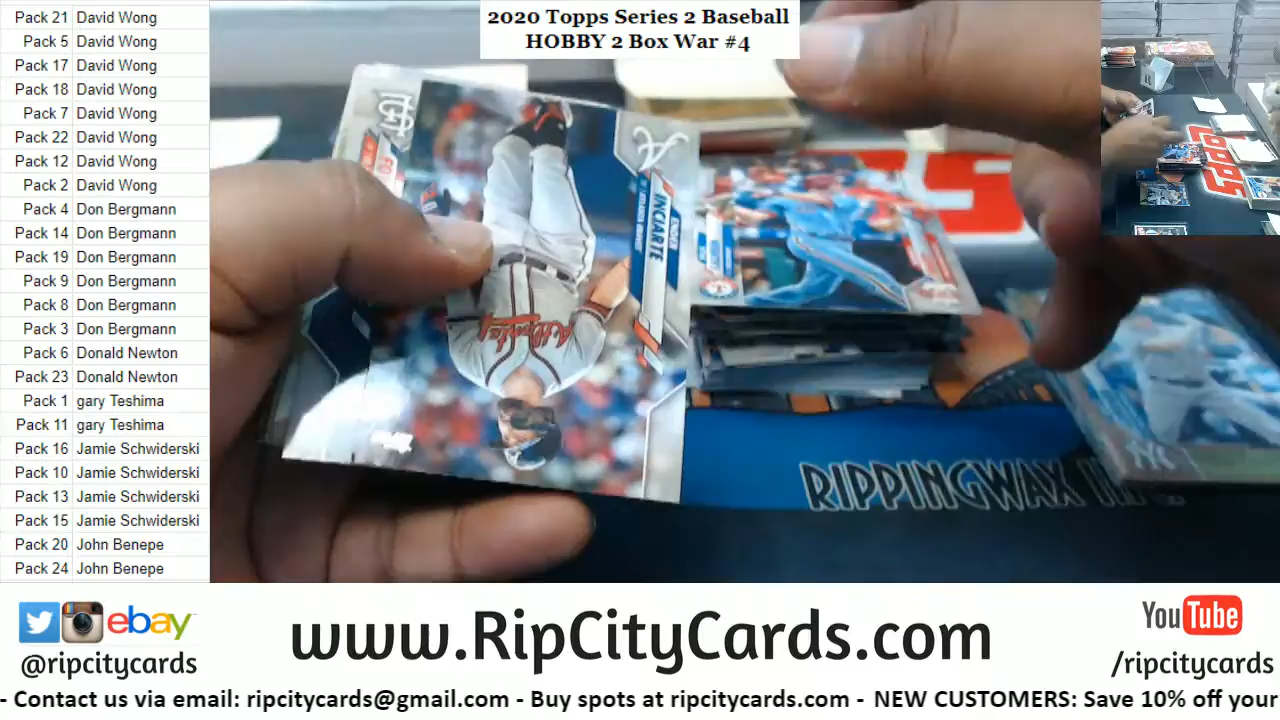 2020 Topps Series 2 Baseball
HOBBY 2 Box War #4
Pack 21 David Wong
Pack 5 David Wong
Pack 17 David Wong
Pack 18 David Wong
Pack 7 David Wong
Pack 22 David Wong
Pack 12 David Wong
Pack 2 David Wong
Pack 4 Don Bergmann
Pack 14 Don Bergmann
Pack 19 Don Bergmann
Pack 9 Don Bergmann
Pack 8 Don Bergmann
Pack 3 Don Bergmann
Pack 6 Donald Newton
Pack 23 Donald Newton
Pack 1 gary Teshima
Pack 11 gary Teshima
Pack 16 Jamie Schwiderski
Pack 10 Jamie Schwiderski
Pack 13 Jamie Schwiderski
Pack 15 Jamie Schwiderski
Pack 20 John Benepe
Pack 24 John Benepe
ENDER
INCIARTE
Atlanta
TOPPS
RIPPINGWAX
ebay
@ripcitycards
www.RipCityCards.com
YouTube
/ripcitycards
- Contact us via email: ripcitycards@gmail.com - Buy spots at ripcitycards.com - NEW CUSTOMERS: Save 10% off your